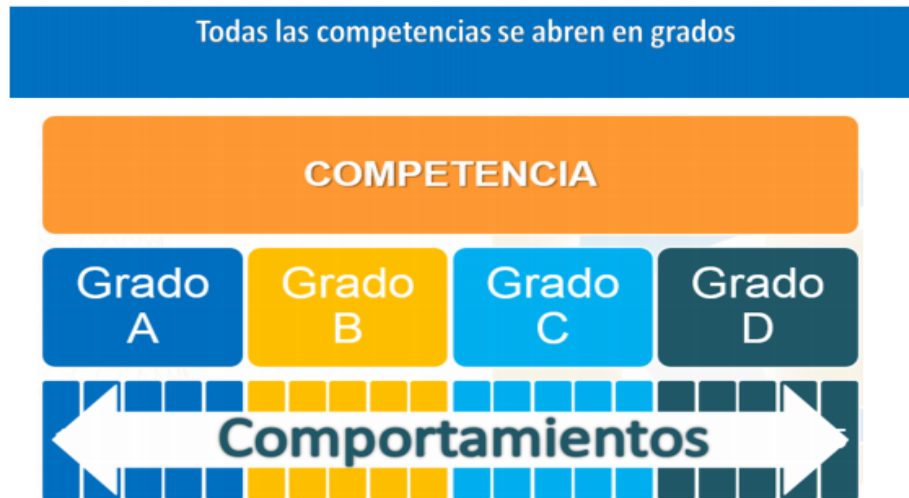 Todas las competencias se abren en grados
COMPETENCIA
Grado
A
Grado
B
Grado
C
Grado
D
Comportamientos